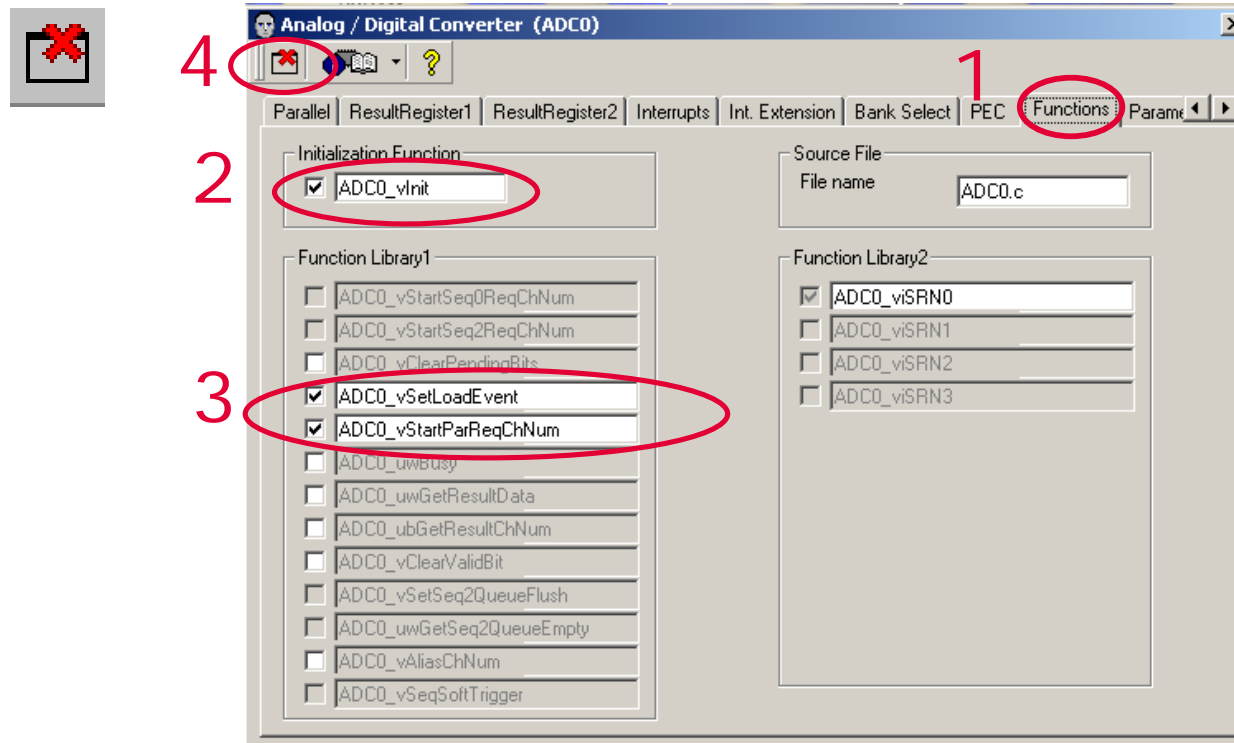 Analog / Digital Converter (ADC0)
4
1
Parallel ResultRegister1 ResultRegister2 Interrupts Int. Extension Bank Select PEC Functions Parame
2
Initialization Function
ADC0_vInit
Source File
File name
ADC0.c
Function Library1
ADC0_vStartSeq0ReqChNum
ADC0_vStartSeq2ReqChNum
ADC0_vClearPendingBits
3
ADC0_vSetLoadEvent
ADC0_vStartParReqChNum
ADC0_uwBusy
ADC0_uwGetResultData
ADC0_ubGetResultChNum
ADC0_vClearValidBit
ADC0_vSetSeq2QueueFlush
ADC0_uwGetSeq2QueueEmpty
ADC0_vAliasChNum
ADC0_vSeqSoftTrigger
Function Library2
ADC0_viSRN0
ADC0_viSRN1
ADC0_viSRN2
ADC0_viSRN3